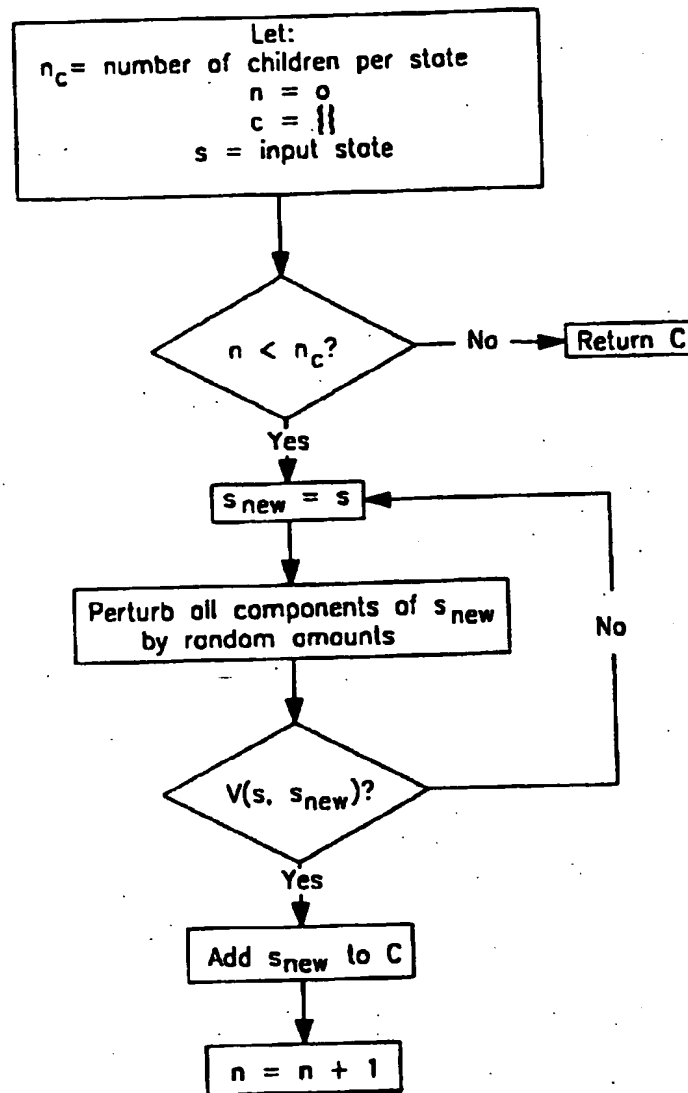 Let:
n_c = number of children per state
n = o
c = {}
s = input state
n < n_c?
No
Return C
Yes
s_new = s
Perturb all components of s_new
by random amounts
No
V(s, s_new)?
Yes
Add s_new to C
n = n + 1